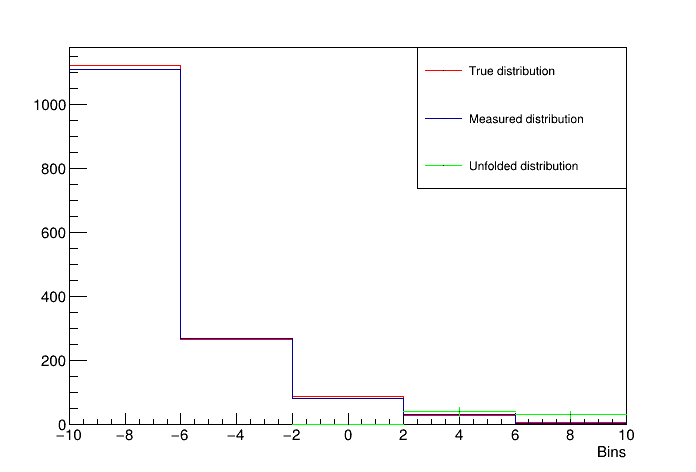 True distribution
Measured distribution
Unfolded distribution
1000
800
600
400
200
0
−10 −8 −6 −4 −2 0 2 4 6 8 10
Bins